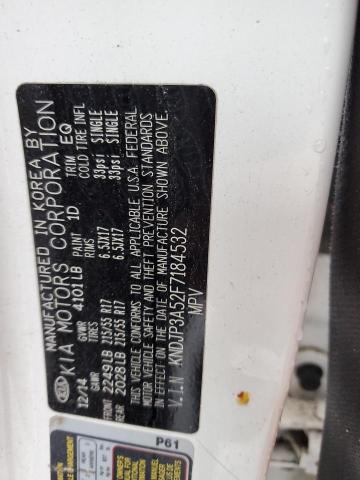 MANUFACTURED IN KOREA BY
KIA MOTORS CORPORATION
KIA
12/14 GVWR 4101LB PAINT 1D TRIM EQ
GAWR TIRES RIMS COLD TIRE INFL
FRONT 2249LB 215/55 R17 6.5JX17 33psi SINGLE
REAR 2028LB 215/55 R17 6.5JX17 33psi SINGLE
THIS VEHICLE CONFORMS TO ALL APPLICABLE U.S.A. FEDERAL
MOTOR VEHICLE SAFETY, AND THEFT PREVENTION STANDARDS
IN EFFECT ON THE DATE OF MANUFACTURE SHOWN ABOVE.
V.I.N KNDJP3A52F7184532
MPV
P61